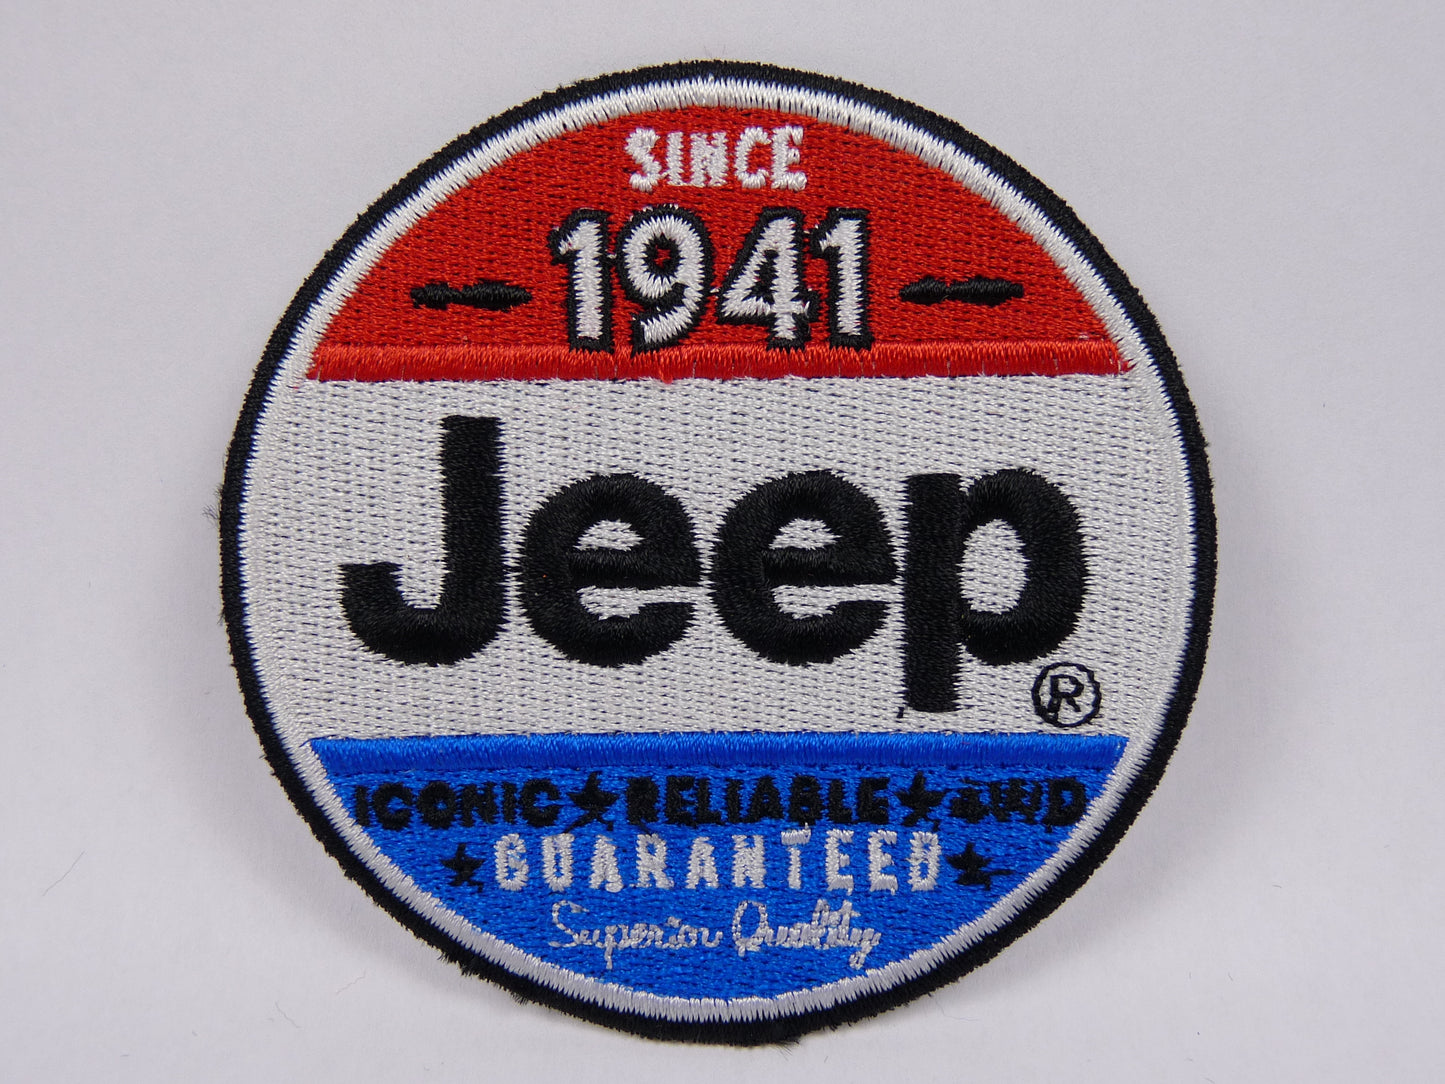 SINCE
1941
Jeep ®
ICONIC★RELIABLE★4WD
★GUARANTEED★
Superior Quality